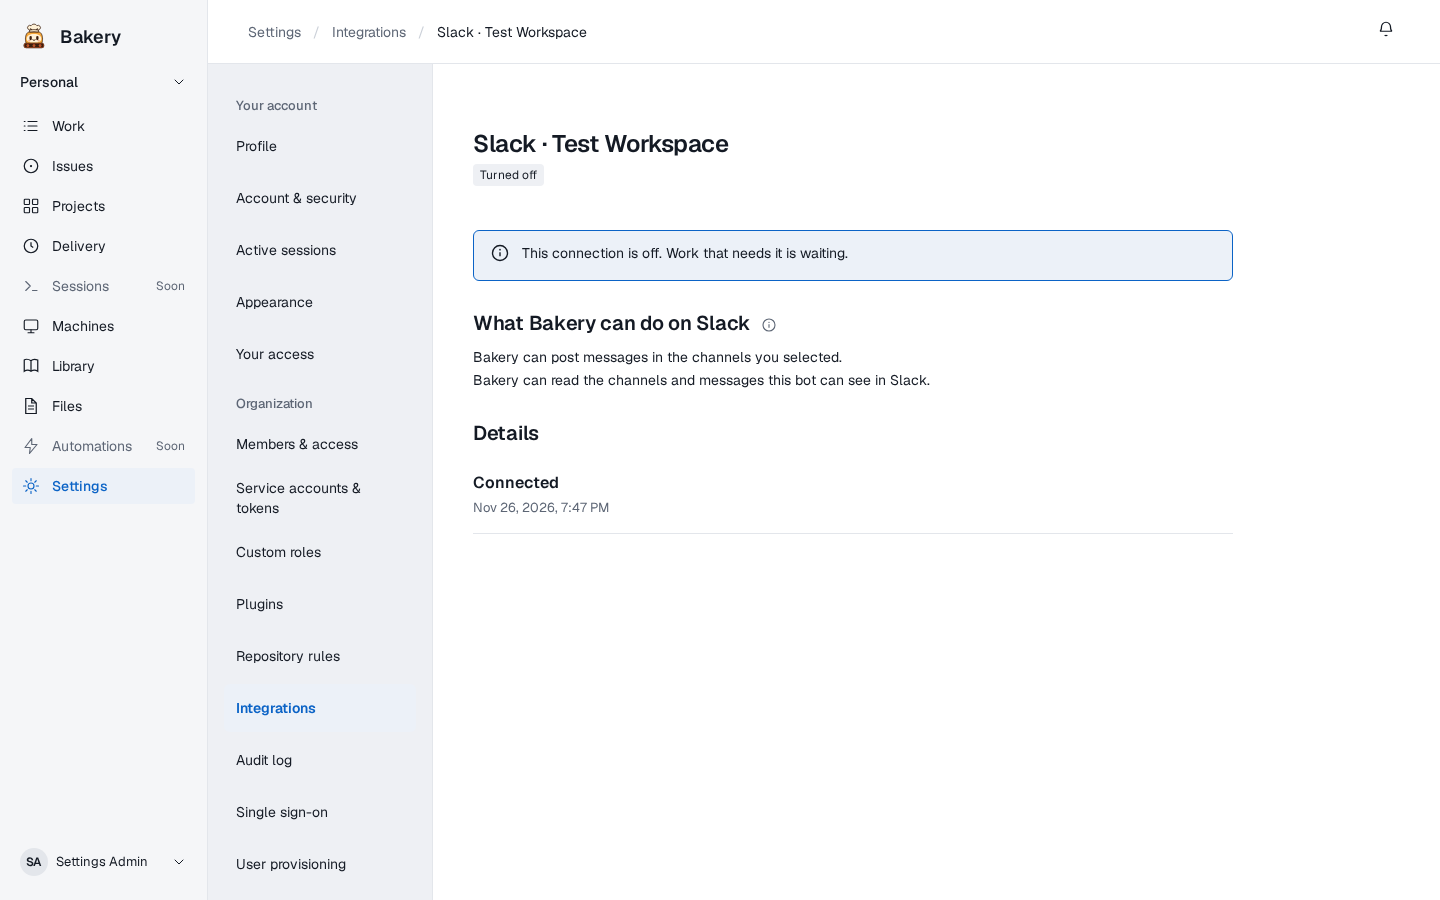 Bakery
Personal
Work
Issues
Projects
Delivery
Sessions Soon
Machines
Library
Files
Automations Soon
Settings
SA Settings Admin
Settings / Integrations / Slack · Test Workspace
Your account
Profile
Account & security
Active sessions
Appearance
Your access
Organization
Members & access
Service accounts &
tokens
Custom roles
Plugins
Repository rules
Integrations
Audit log
Single sign-on
User provisioning
Slack · Test Workspace
Turned off
This connection is off. Work that needs it is waiting.
What Bakery can do on Slack
Bakery can post messages in the channels you selected.
Bakery can read the channels and messages this bot can see in Slack.
Details
Connected
Nov 26, 2026, 7:47 PM